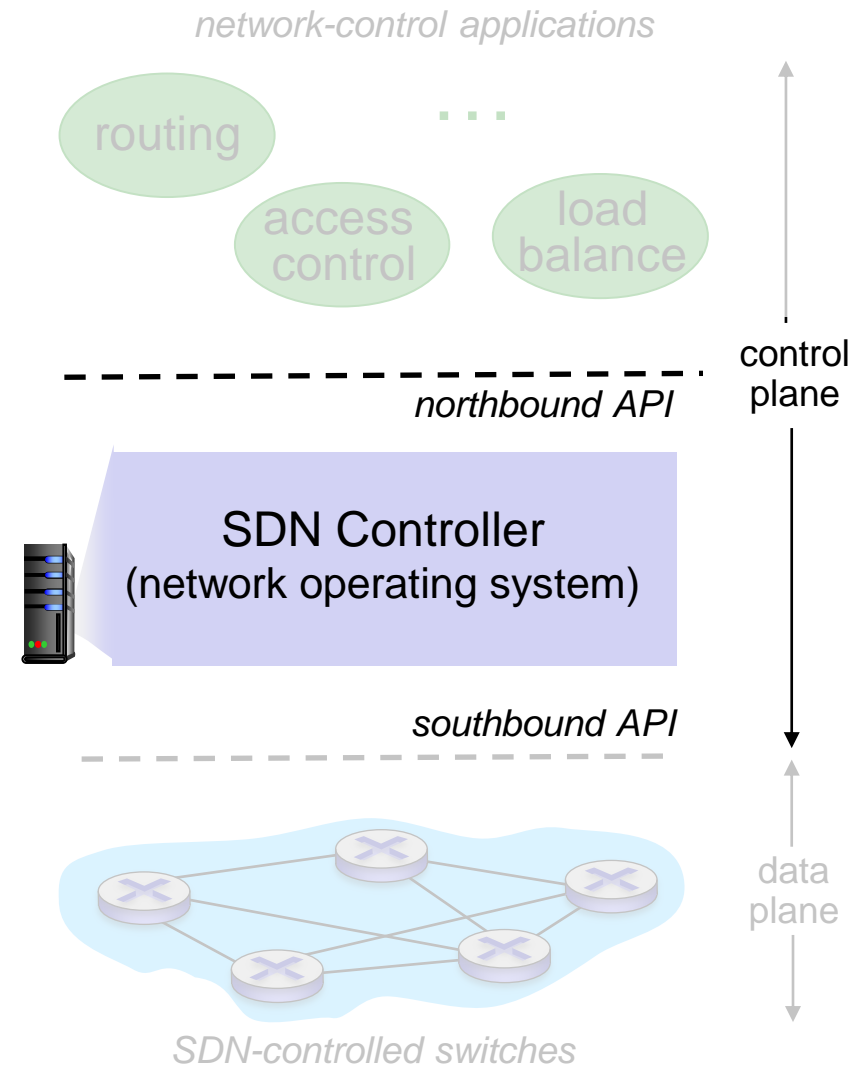 network-control applications
routing
...
access
control
load
balance
control
plane
northbound API
SDN Controller
(network operating system)
southbound API
data
plane
SDN-controlled switches